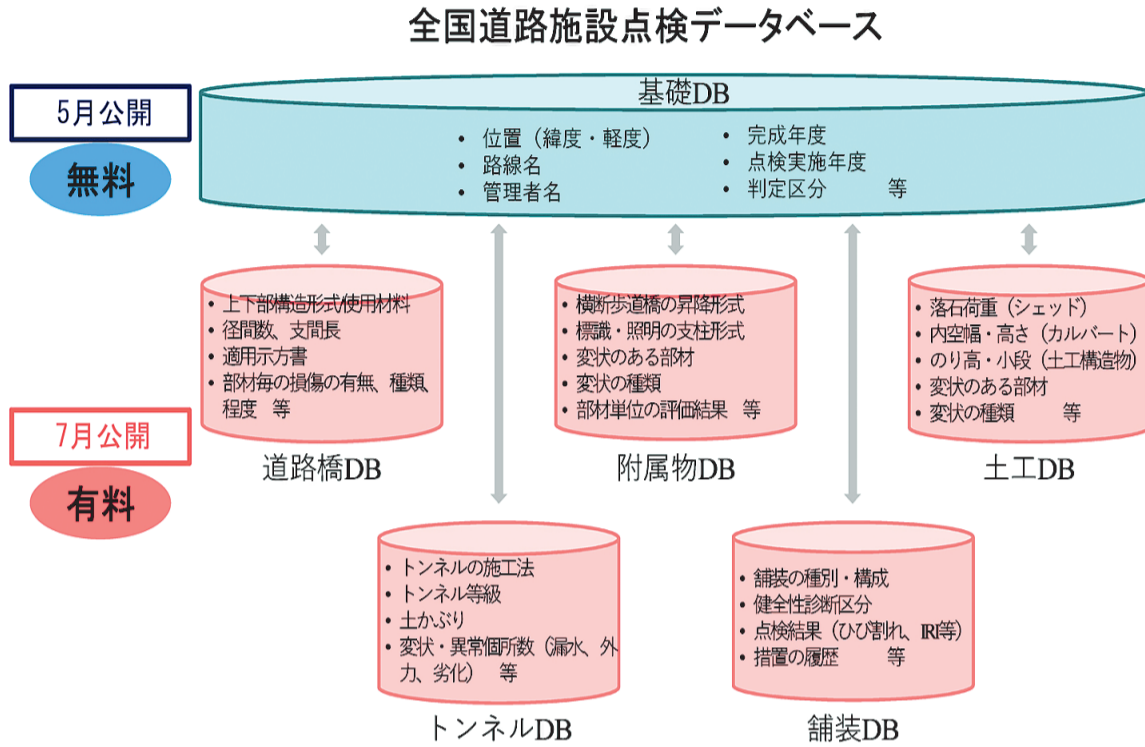 全国道路施設点検データベース
5月公開
無料
基礎DB
• 位置（緯度・軽度）
• 路線名
• 管理者名
• 完成年度
• 点検実施年度
• 判定区分　　　等
7月公開
有料
• 上下部構造形式/使用材料
• 径間数、支間長
• 適用示方書
• 部材毎の損傷の有無、種類、
程度　等
道路橋DB
• 横断歩道橋の昇降形式
• 標識・照明の支柱形式
• 変状のある部材
• 変状の種類
• 部材単位の評価結果　等
附属物DB
• 落石荷重（シェッド）
• 内空幅・高さ（カルバート）
• のり高・小段（土工構造物）
• 変状のある部材
• 変状の種類　　　等
土工DB
• トンネルの施工法
• トンネル等級
• 土かぶり
• 変状・異常個所数（漏水、外
力、劣化）　等
トンネルDB
• 舗装の種別・構成
• 健全性診断区分
• 点検結果（ひび割れ、IRI等）
• 措置の履歴　　　等
舗装DB